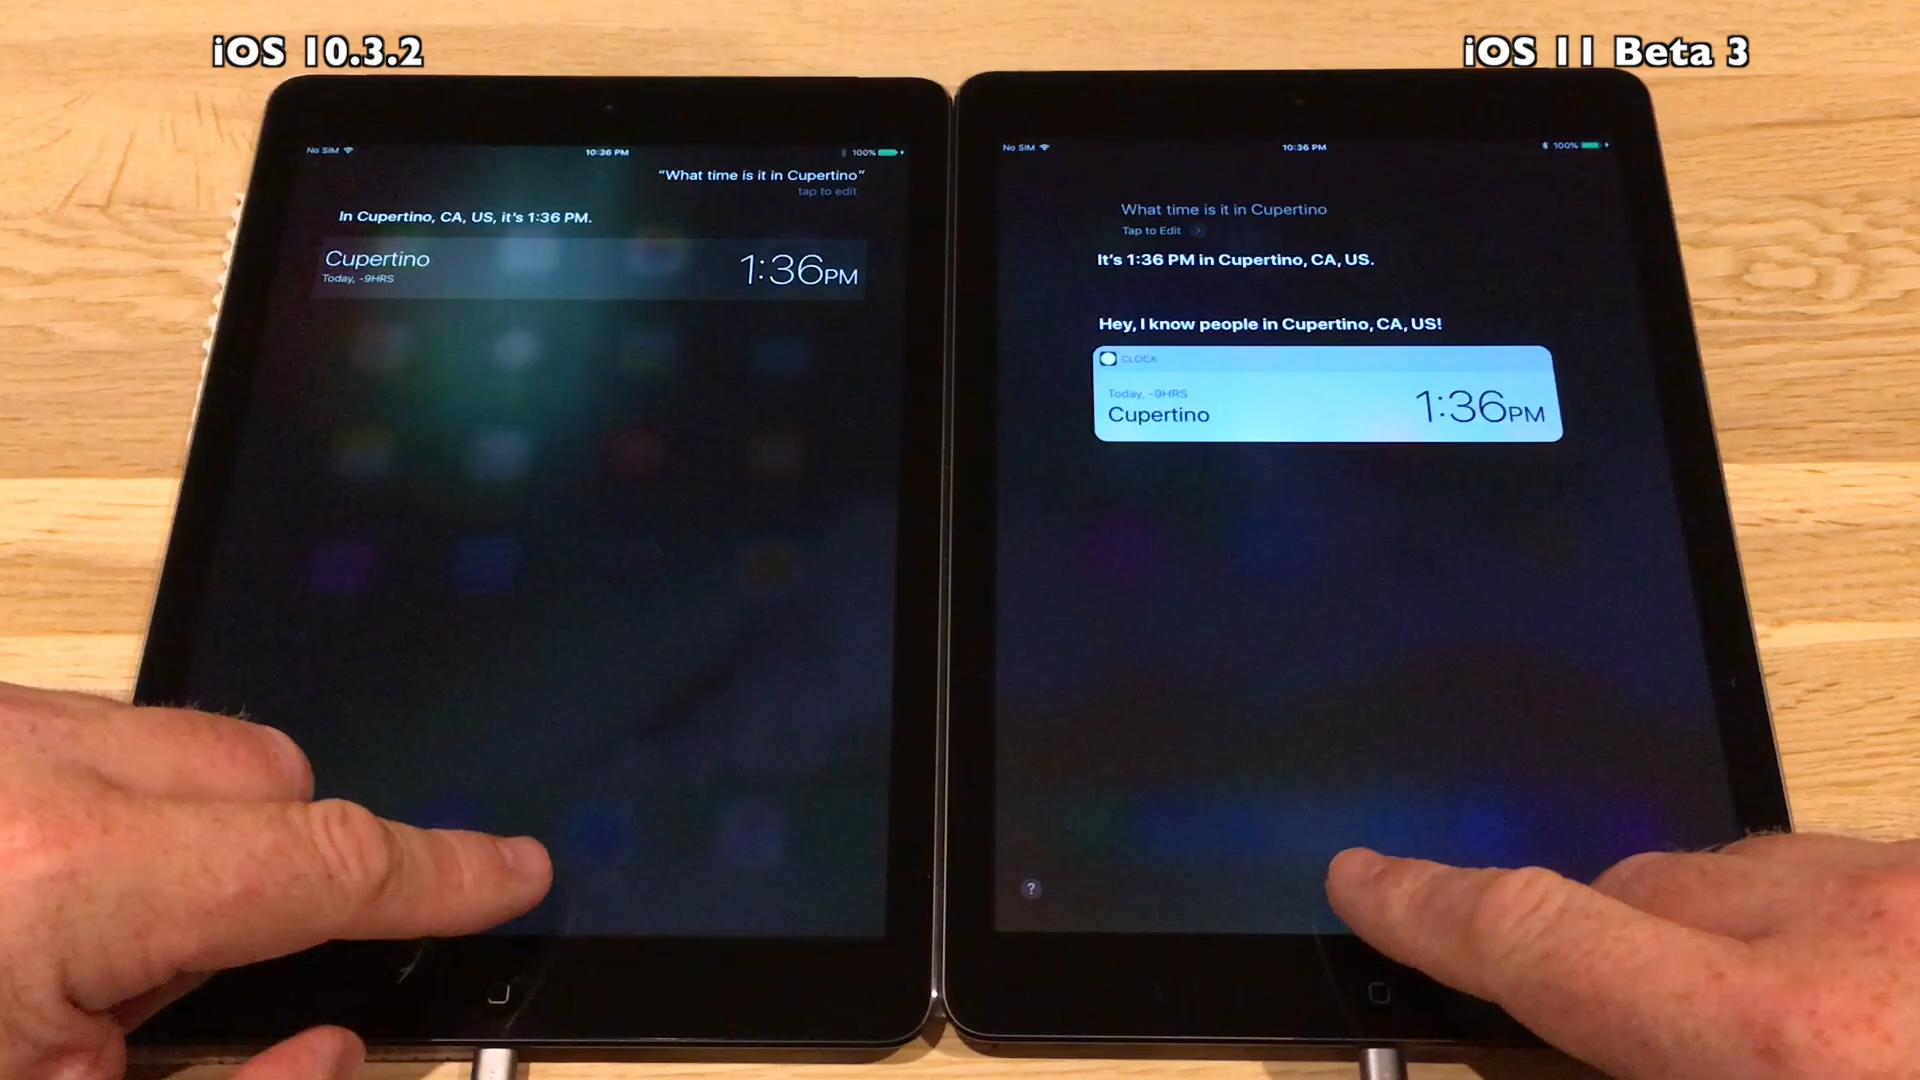 iOS 10.3.2
No SIM
10:36 PM
100%
“What time is it in Cupertino”
tap to edit
In Cupertino, CA, US, it’s 1:36 PM.
Cupertino
Today, -9HRS
1:36PM
iOS 11 Beta 3
No SIM
10:36 PM
100%
What time is it in Cupertino
Tap to Edit
It’s 1:36 PM in Cupertino, CA, US.
Hey, I know people in Cupertino, CA, US!
CLOCK
Today, -9HRS
Cupertino
1:36PM
?